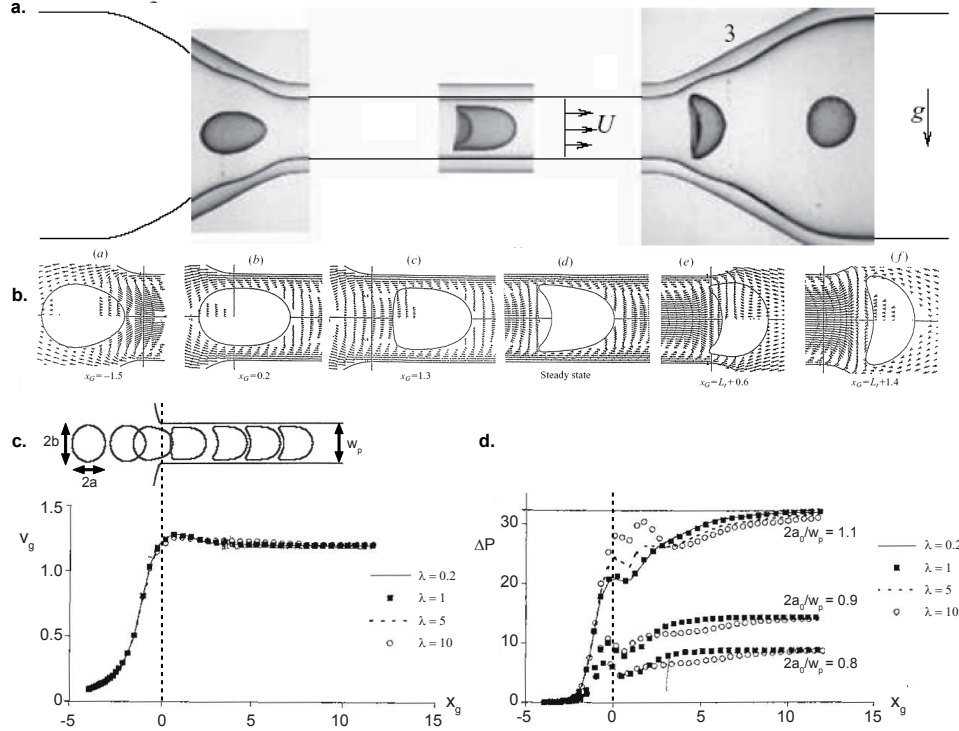 a.
3
U
g
b.
(a) (b) (c) (d) (e) (f)
x_G = −1.5 x_G = 0.2 x_G = 1.3 Steady state x_G = L_t + 0.6 x_G = L_t + 1.4
c.
2b
2a
w_p
1.5
v_g
1.0
0.5
0
-5 0 5 10 15
x_g
λ = 0.2
λ = 1
λ = 5
λ = 10
d.
ΔP
30
20
10
0
-5 0 5 10 15
x_g
2a_0/w_p = 1.1
2a_0/w_p = 0.9
2a_0/w_p = 0.8
λ = 0.2
λ = 1
λ = 5
λ = 10